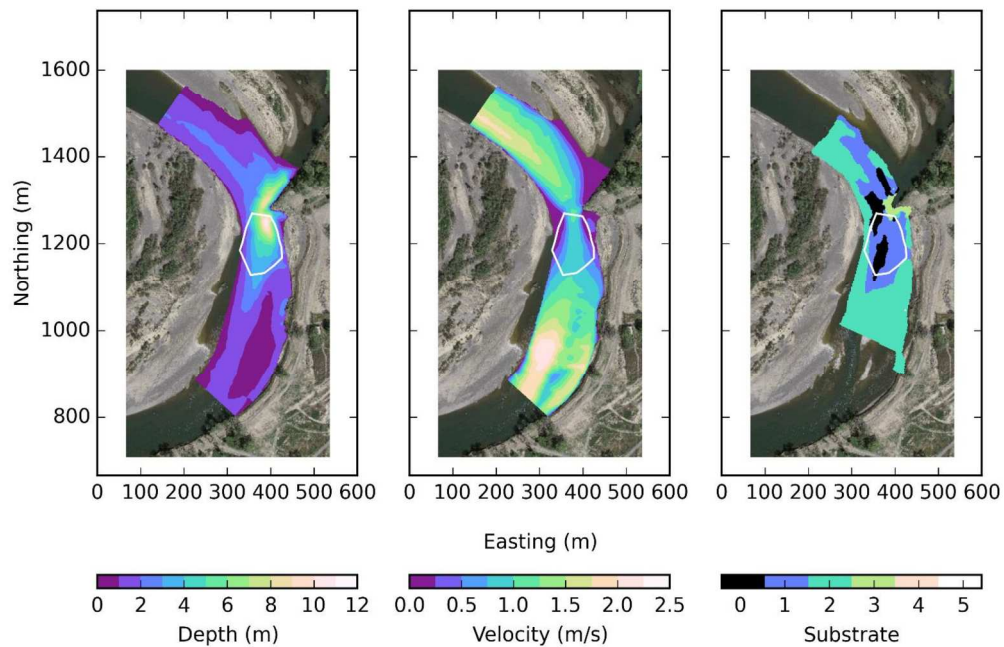 1600
1400
1200
1000
800
Northing (m)
0 100 200 300 400 500 600
0 100 200 300 400 500 600
0 100 200 300 400 500 600
Easting (m)
0 2 4 6 8 10 12
Depth (m)
0.0 0.5 1.0 1.5 2.0 2.5
Velocity (m/s)
0 1 2 3 4 5
Substrate